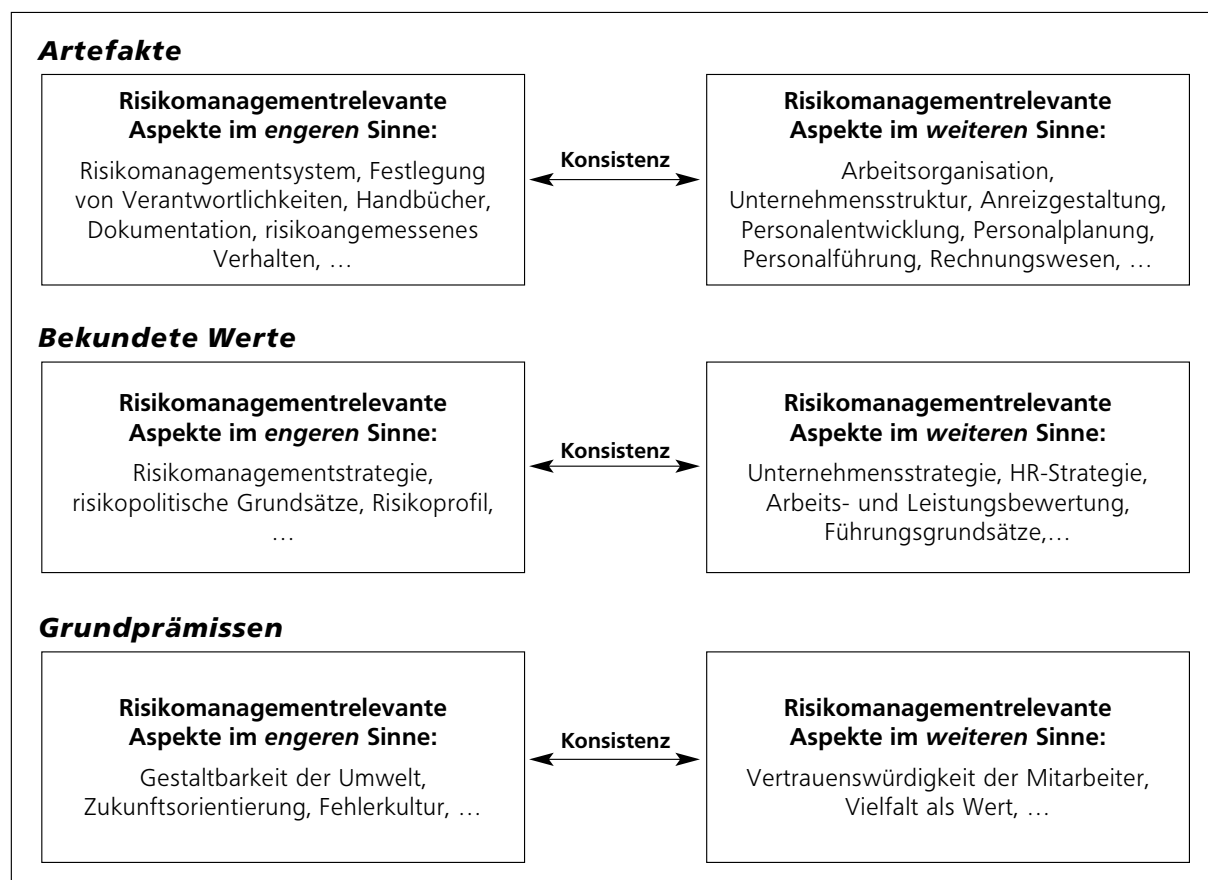 Artefakte
Risikomanagementrelevante
Aspekte im engeren Sinne:
Risikomanagementsystem, Festlegung
von Verantwortlichkeiten, Handbücher,
Dokumentation, risikoangemessenes
Verhalten, …
Konsistenz
Risikomanagementrelevante
Aspekte im weiteren Sinne:
Arbeitsorganisation,
Unternehmensstruktur, Anreizgestaltung,
Personalentwicklung, Personalplanung,
Personalführung, Rechnungswesen, …
Bekundete Werte
Risikomanagementrelevante
Aspekte im engeren Sinne:
Risikomanagementstrategie,
risikopolitische Grundsätze, Risikoprofil,
…
Konsistenz
Risikomanagementrelevante
Aspekte im weiteren Sinne:
Unternehmensstrategie, HR-Strategie,
Arbeits- und Leistungsbewertung,
Führungsgrundsätze,…
Grundprämissen
Risikomanagementrelevante
Aspekte im engeren Sinne:
Gestaltbarkeit der Umwelt,
Zukunftsorientierung, Fehlerkultur, …
Konsistenz
Risikomanagementrelevante
Aspekte im weiteren Sinne:
Vertrauenswürdigkeit der Mitarbeiter,
Vielfalt als Wert, …